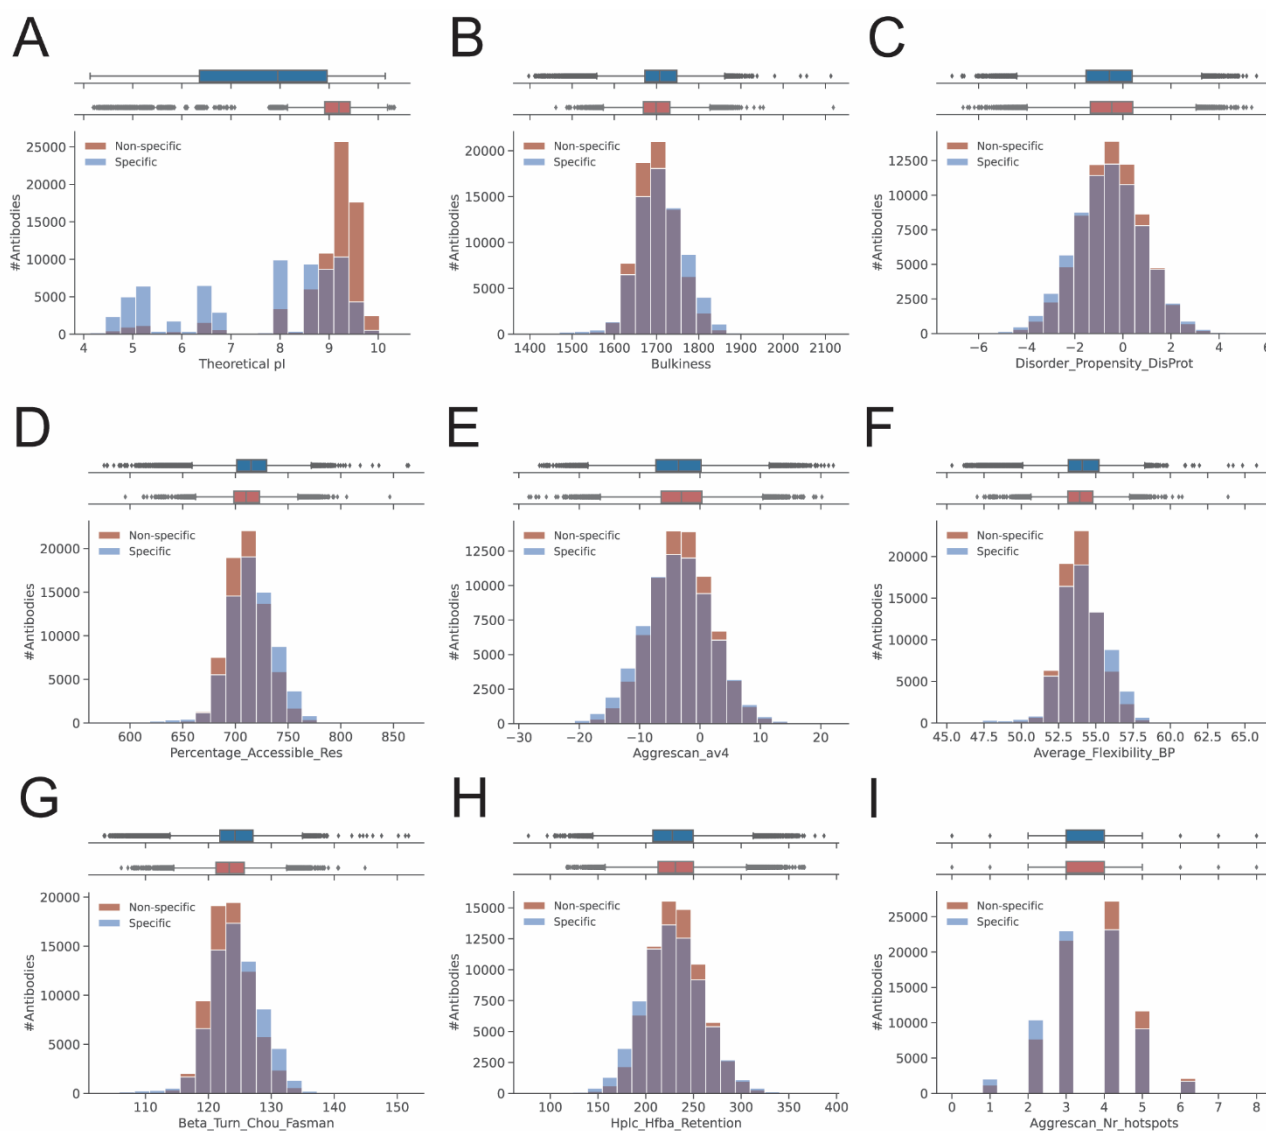 A
B
C
Non-specific
Specific
#Antibodies
25000
20000
15000
10000
5000
0
4 5 6 7 8 9 10
Theoretical pI
Non-specific
Specific
#Antibodies
20000
15000
10000
5000
0
1400 1500 1600 1700 1800 1900 2000 2100
Bulkiness
Non-specific
Specific
#Antibodies
12500
10000
7500
5000
2500
0
−6 −4 −2 0 2 4 6
Disorder_Propensity_DisProt
D
E
F
Non-specific
Specific
#Antibodies
20000
15000
10000
5000
0
600 650 700 750 800 850
Percentage_Accessible_Res
Non-specific
Specific
#Antibodies
12500
10000
7500
5000
2500
0
−30 −20 −10 0 10 20
Aggrescan_av4
Non-specific
Specific
#Antibodies
20000
15000
10000
5000
0
45.0 47.5 50.0 52.5 55.0 57.5 60.0 62.5 65.0
Average_Flexibility_BP
G
H
I
Non-specific
Specific
#Antibodies
20000
15000
10000
5000
0
110 120 130 140 150
Beta_Turn_Chou_Fasman
Non-specific
Specific
#Antibodies
15000
12500
10000
7500
5000
2500
0
100 150 200 250 300 350 400
Hplc_Hfba_Retention
Non-specific
Specific
#Antibodies
25000
20000
15000
10000
5000
0
0 1 2 3 4 5 6 7 8
Aggrescan_Nr_hotspots